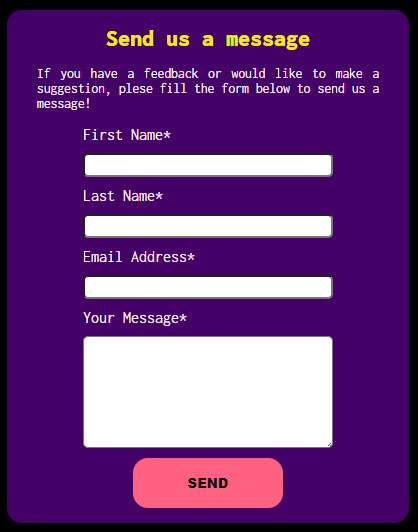 Send us a message
If you have a feedback or would like to make a
suggestion, plese fill the form below to send us a
message!
First Name*
Last Name*
Email Address*
Your Message*
SEND